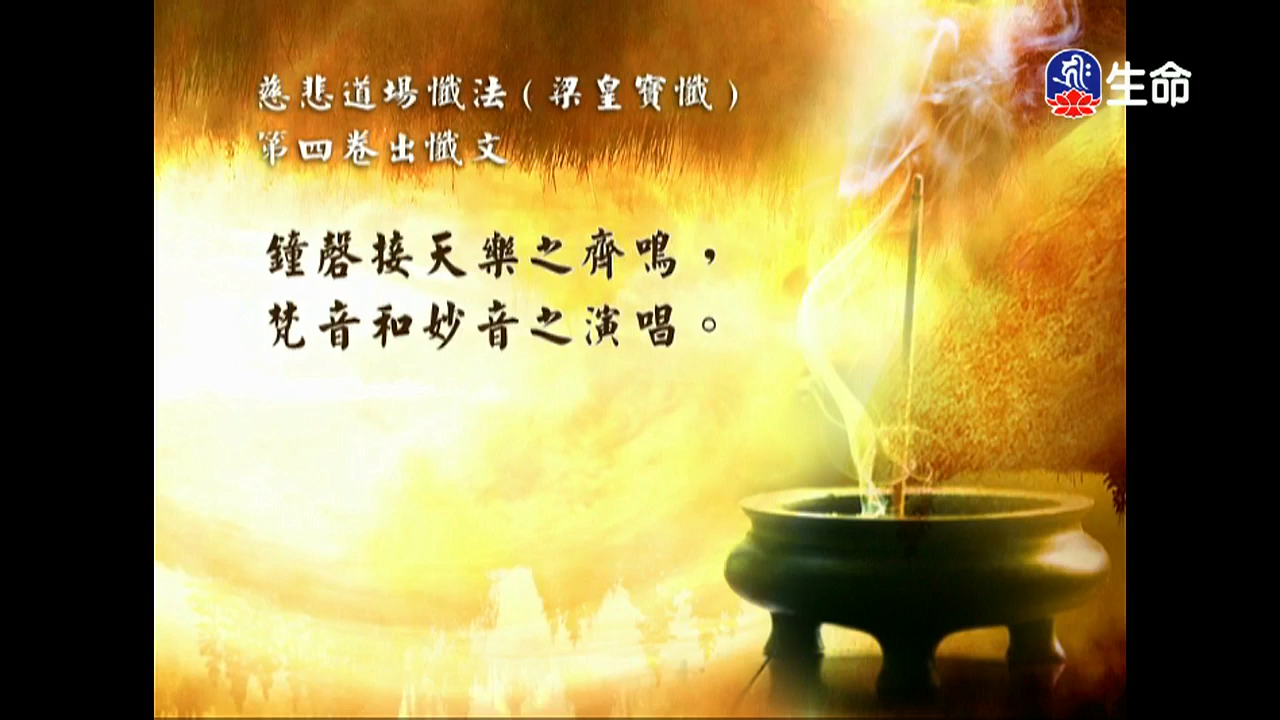 慈悲道場懺法(梁皇寶懺)
第四卷出懺文
生命
鐘磬接天樂之齊鳴，
梵音和妙音之演唱。